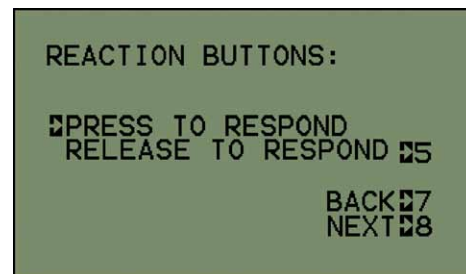 REACTION BUTTONS:
PRESS TO RESPOND
RELEASE TO RESPOND 5
BACK 7
NEXT 8